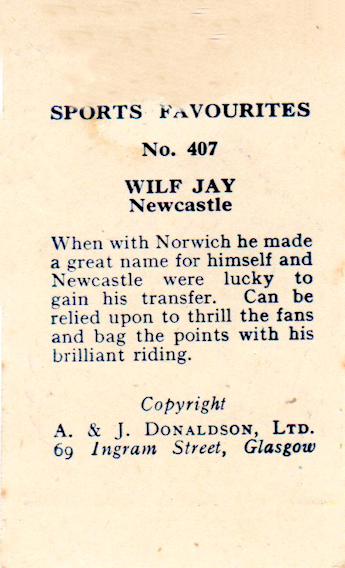 SPORTS FAVOURITES
No. 407
WILF JAY
Newcastle
When with Norwich he made
a great name for himself and
Newcastle were lucky to
gain his transfer. Can be
relied upon to thrill the fans
and bag the points with his
brilliant riding.
Copyright
A. & J. DONALDSON, LTD.
69 Ingram Street, Glasgow